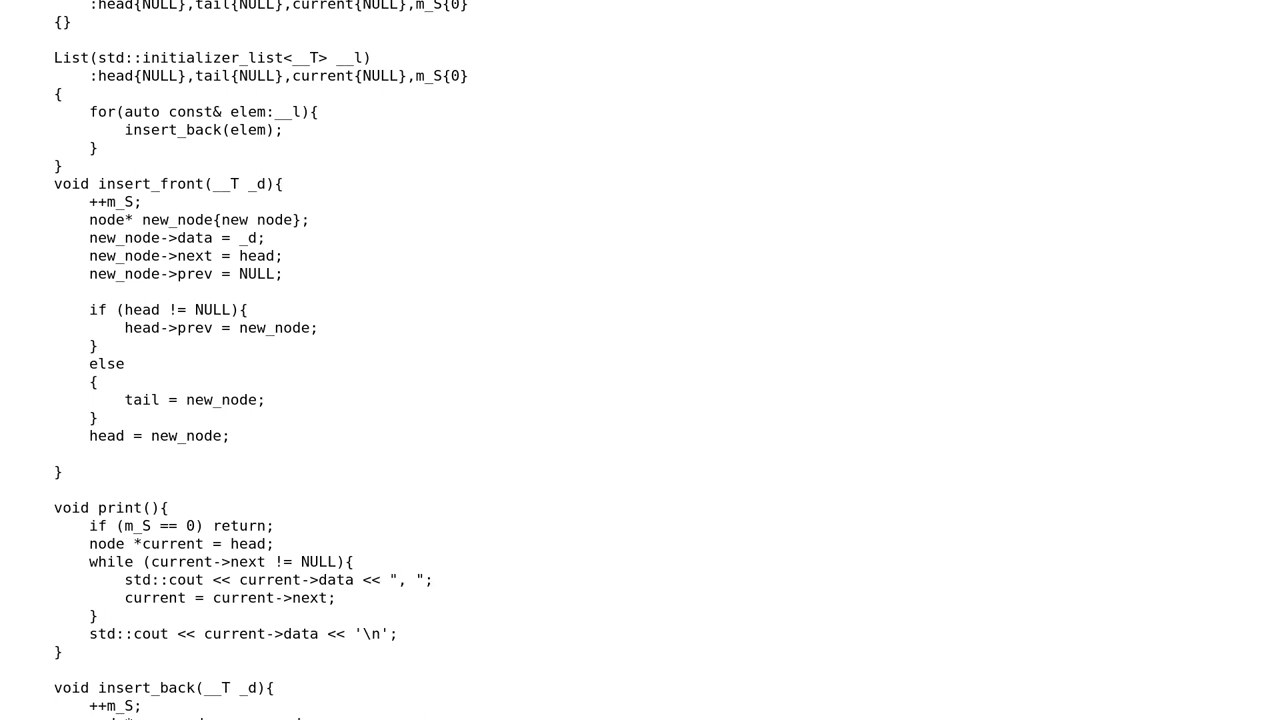 :head{NULL},tail{NULL},current{NULL},m_S{0}
{}
List(std::initializer_list<__T> __l)
:head{NULL},tail{NULL},current{NULL},m_S{0}
{
for(auto const& elem:__l){
insert_back(elem);
}
}
void insert_front(__T _d){
++m_S;
node* new_node{new node};
new_node->data = _d;
new_node->next = head;
new_node->prev = NULL;
if (head != NULL){
head->prev = new_node;
}
else
{
tail = new_node;
}
head = new_node;
}
void print(){
if (m_S == 0) return;
node *current = head;
while (current->next != NULL){
std::cout << current->data << ", ";
current = current->next;
}
std::cout << current->data << '\n';
}
void insert_back(__T _d){
++m_S;